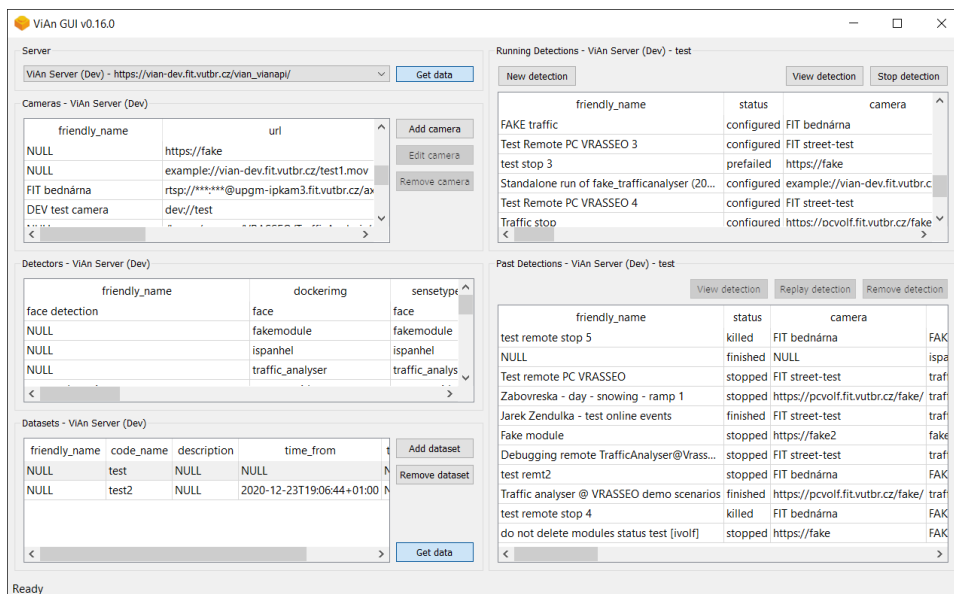 ViAn GUI v0.16.0
Server
ViAn Server (Dev) - https://vian-dev.fit.vutbr.cz/vian_vianapi/
Get data
Cameras - ViAn Server (Dev)
friendly_name url
NULL https://fake
NULL example://vian-dev.fit.vutbr.cz/test1.mov
FIT bednárna rtsp://***:***@upgm-ipkam3.fit.vutbr.cz/ax
DEV test camera dev://test
Add camera
Edit camera
Remove camera
Detectors - ViAn Server (Dev)
friendly_name dockerimg sensetype
face detection face face
NULL fakemodule fakemodule
NULL ispanhel ispanhel
NULL traffic_analyser traffic_analys
Datasets - ViAn Server (Dev)
friendly_name code_name description time_from t
NULL test NULL NULL N
NULL test2 NULL 2020-12-23T19:06:44+01:00 N
Add dataset
Remove dataset
Get data
Running Detections - ViAn Server (Dev) - test
New detection View detection Stop detection
friendly_name status camera
FAKE traffic configured FIT bednárna
Test Remote PC VRASSEO 3 configured FIT street-test
test stop 3 prefailed https://fake
Standalone run of fake_trafficanalyser (20... configured example://vian-dev.fit.vutbr.c
Test Remote PC VRASSEO 4 configured FIT street-test
Traffic stop configured https://pcvolf.fit.vutbr.cz/fake
Past Detections - ViAn Server (Dev) - test
View detection Replay detection Remove detection
friendly_name status camera
test remote stop 5 killed FIT bednárna FAK
NULL finished NULL ispa
Test remote PC VRASSEO stopped FIT street-test traf
Zabovreska - day - snowing - ramp 1 stopped https://pcvolf.fit.vutbr.cz/fake/ traf
Jarek Zendulka - test online events finished FIT street-test traf
Fake module stopped https://fake2 fake
Debugging remote TrafficAnalyser@Vrass... stopped FIT street-test traf
test remt2 stopped FIT bednárna FAK
Traffic analyser @ VRASSEO demo scenarios finished https://pcvolf.fit.vutbr.cz/fake/ traf
test remote stop 4 killed FIT bednárna FAK
do not delete modules status test [ivolf] stopped https://fake FAK
Ready